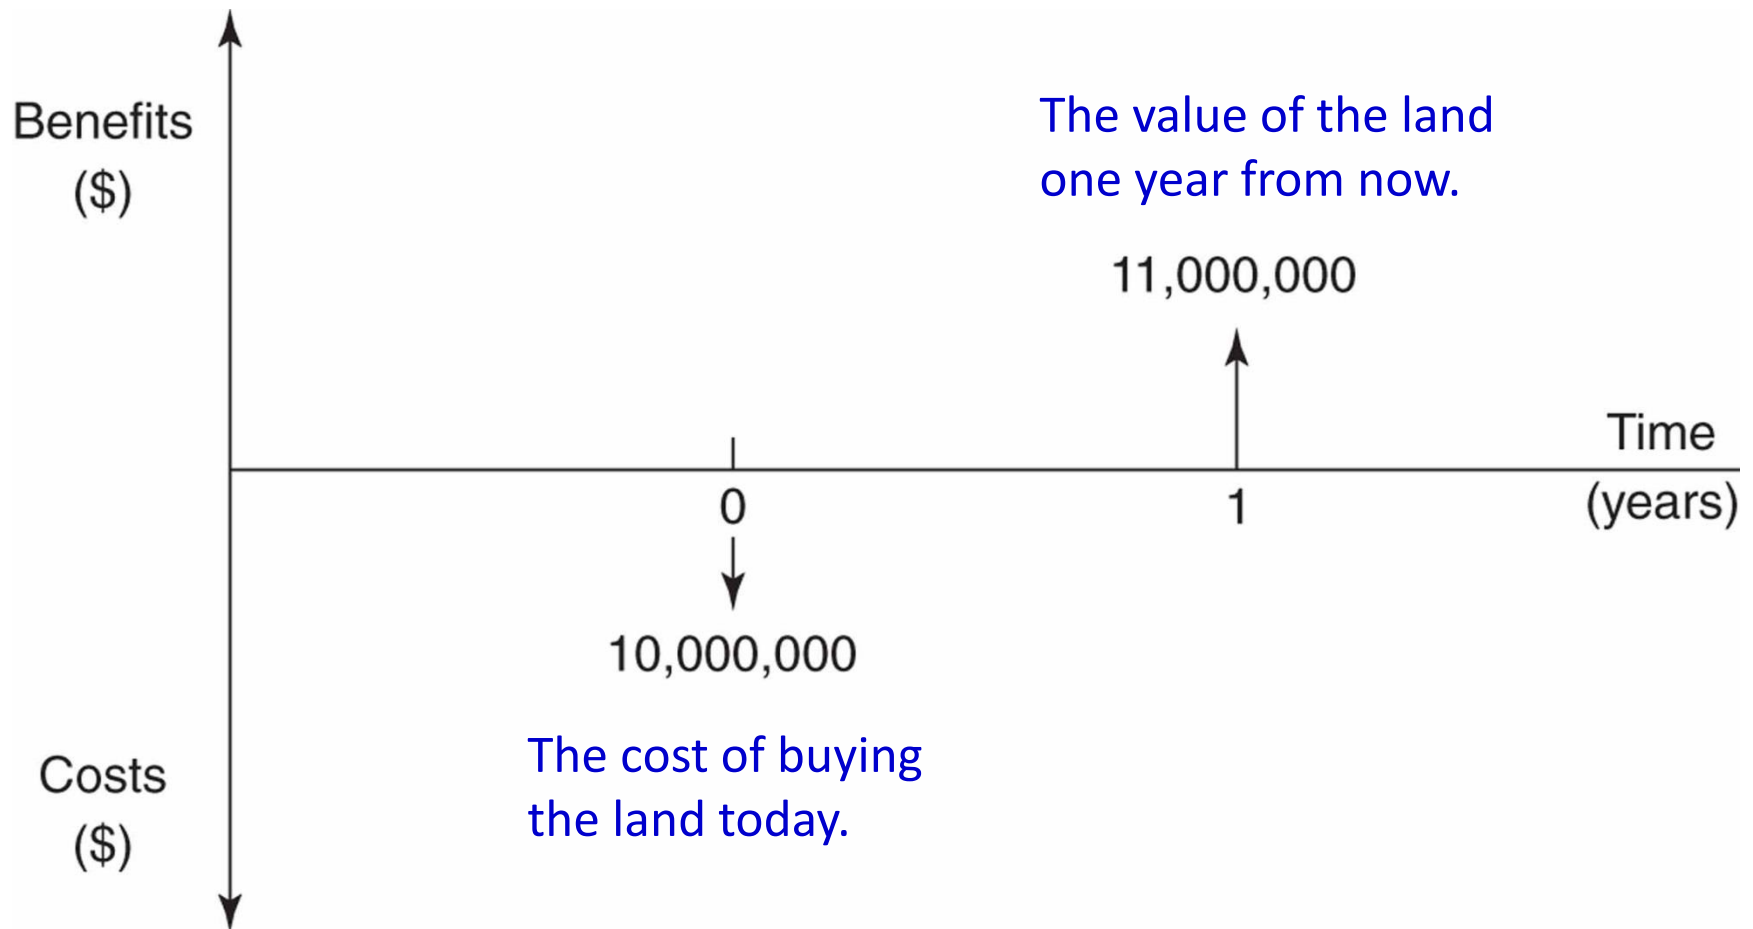 Benefits
($)
The value of the land
one year from now.
11,000,000
Time
(years)
0
1
10,000,000
The cost of buying
the land today.
Costs
($)